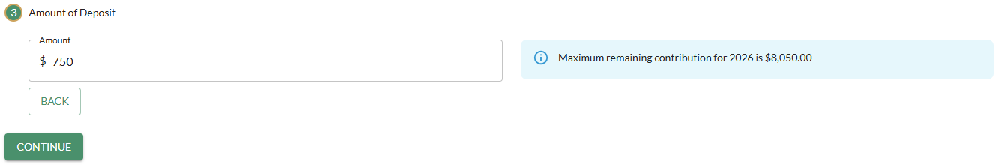 3 Amount of Deposit
Amount
$ 750
Maximum remaining contribution for 2026 is $8,050.00
BACK
CONTINUE